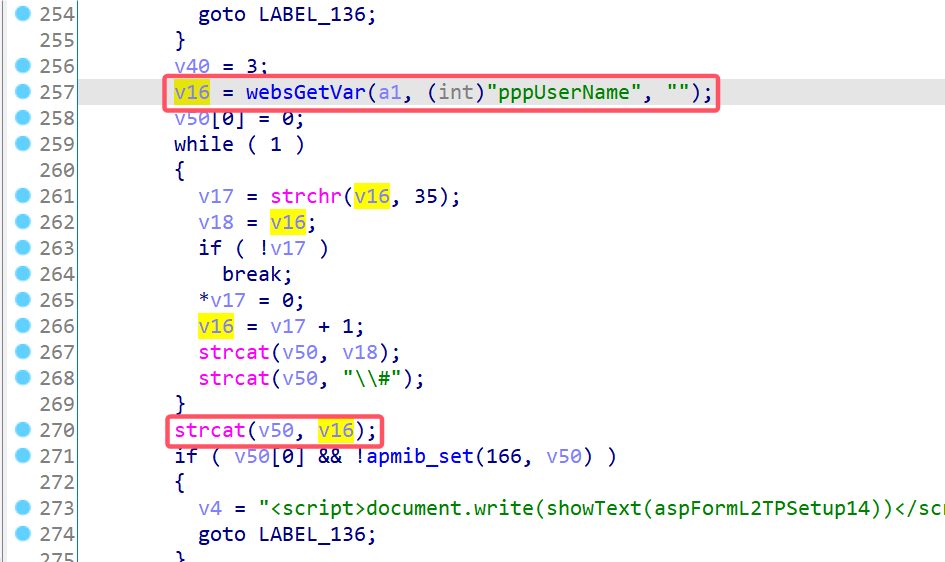 254 goto LABEL_136;
255 }
256 v40 = 3;
257 v16 = websGetVar(a1, (int)"pppUserName", "");
258 v50[0] = 0;
259 while ( 1 )
260 {
261 v17 = strchr(v16, 35);
262 v18 = v16;
263 if ( !v17 )
264 break;
265 *v17 = 0;
266 v16 = v17 + 1;
267 strcat(v50, v18);
268 strcat(v50, "\\#");
269 }
270 strcat(v50, v16);
271 if ( v50[0] && !apmib_set(166, v50) )
272 {
273 v4 = "<script>document.write(showText(aspFormL2TPSetup14))</scr
274 goto LABEL_136;
275 }